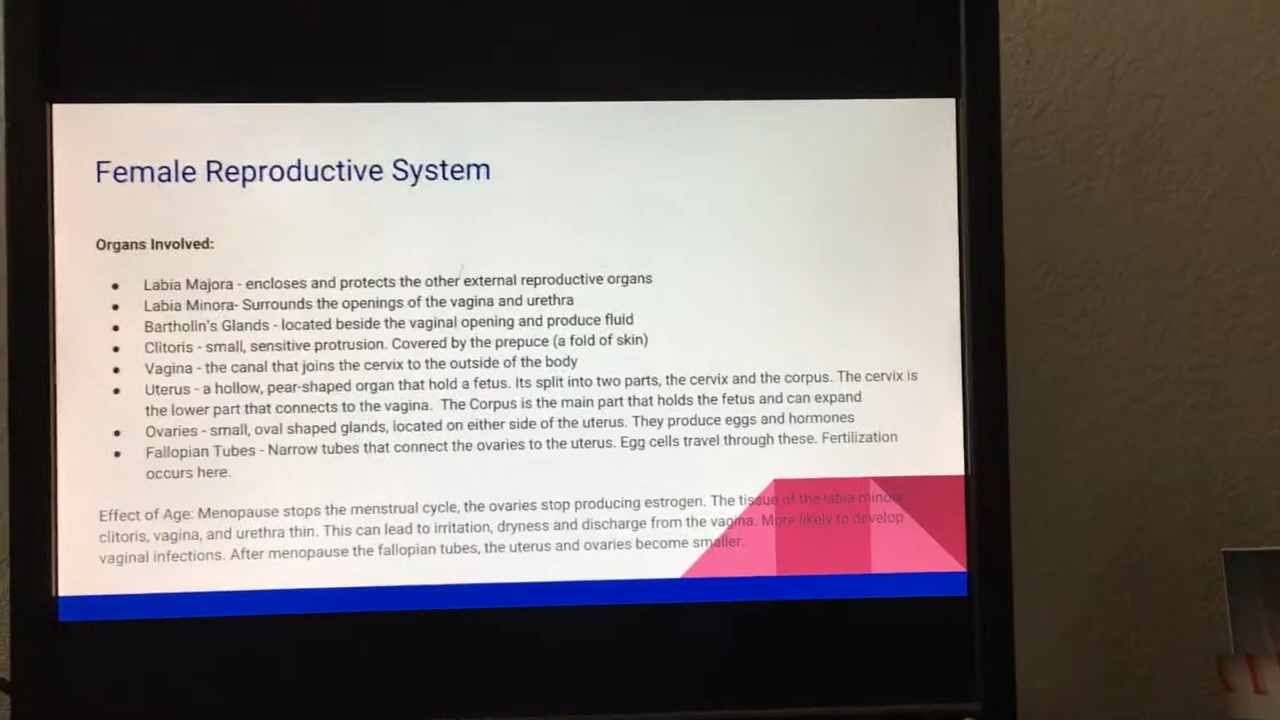 Female Reproductive System
Organs Involved:
● Labia Majora - encloses and protects the other external reproductive organs
● Labia Minora- Surrounds the openings of the vagina and urethra
● Bartholin's Glands - located beside the vaginal opening and produce fluid
● Clitoris - small, sensitive protrusion. Covered by the prepuce (a fold of skin)
● Vagina - the canal that joins the cervix to the outside of the body
● Uterus - a hollow, pear-shaped organ that hold a fetus. Its split into two parts, the cervix and the corpus. The cervix is
the lower part that connects to the vagina. The Corpus is the main part that holds the fetus and can expand
● Ovaries - small, oval shaped glands, located on either side of the uterus. They produce eggs and hormones
● Fallopian Tubes - Narrow tubes that connect the ovaries to the uterus. Egg cells travel through these. Fertilization
occurs here.
Effect of Age: Menopause stops the menstrual cycle, the ovaries stop producing estrogen. The tissue of the labia minora
clitoris, vagina, and urethra thin. This can lead to irritation, dryness and discharge from the vagina. More likely to develop
vaginal infections. After menopause the fallopian tubes, the uterus and ovaries become smaller.